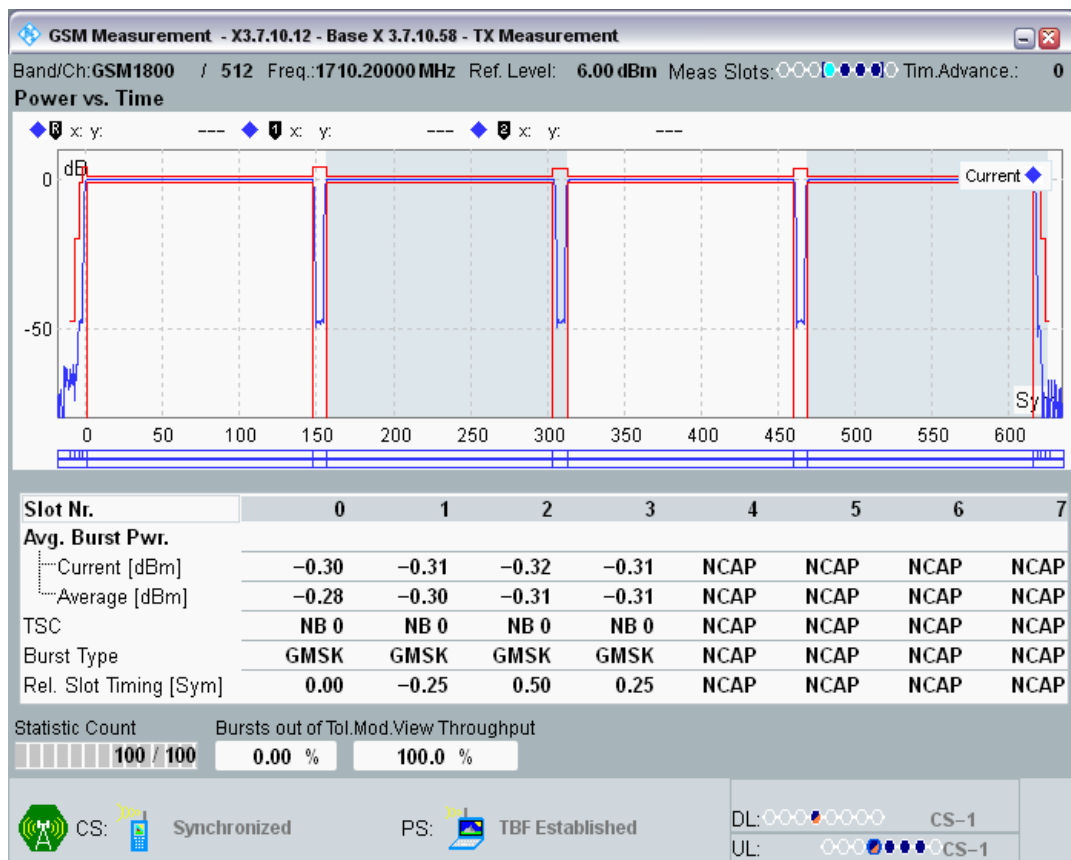 GSM Measurement - X3.7.10.12 - Base X 3.7.10.58 - TX Measurement
Band/Ch:GSM1800 / 512 Freq.:1710.20000 MHz Ref. Level: 6.00 dBm Meas Slots: Tim.Advance.: 0
Power vs. Time
R x: y: --- 1 x: y: --- 2 x: y: ---
dB
0
Current
-50
Sy
0 50 100 150 200 250 300 350 400 450 500 550 600
Slot Nr. 0 1 2 3 4 5 6 7
Avg. Burst Pwr.
Current [dBm] −0.30 −0.31 −0.32 −0.31 NCAP NCAP NCAP NCAP
Average [dBm] −0.28 −0.30 −0.31 −0.31 NCAP NCAP NCAP NCAP
TSC NB 0 NB 0 NB 0 NB 0 NCAP NCAP NCAP NCAP
Burst Type GMSK GMSK GMSK GMSK NCAP NCAP NCAP NCAP
Rel. Slot Timing [Sym] 0.00 −0.25 0.50 0.25 NCAP NCAP NCAP NCAP
Statistic Count Bursts out of Tol. Mod.View Throughput
100 / 100 0.00 % 100.0 %
CS: Synchronized PS: TBF Established
DL: CS−1
UL: CS−1